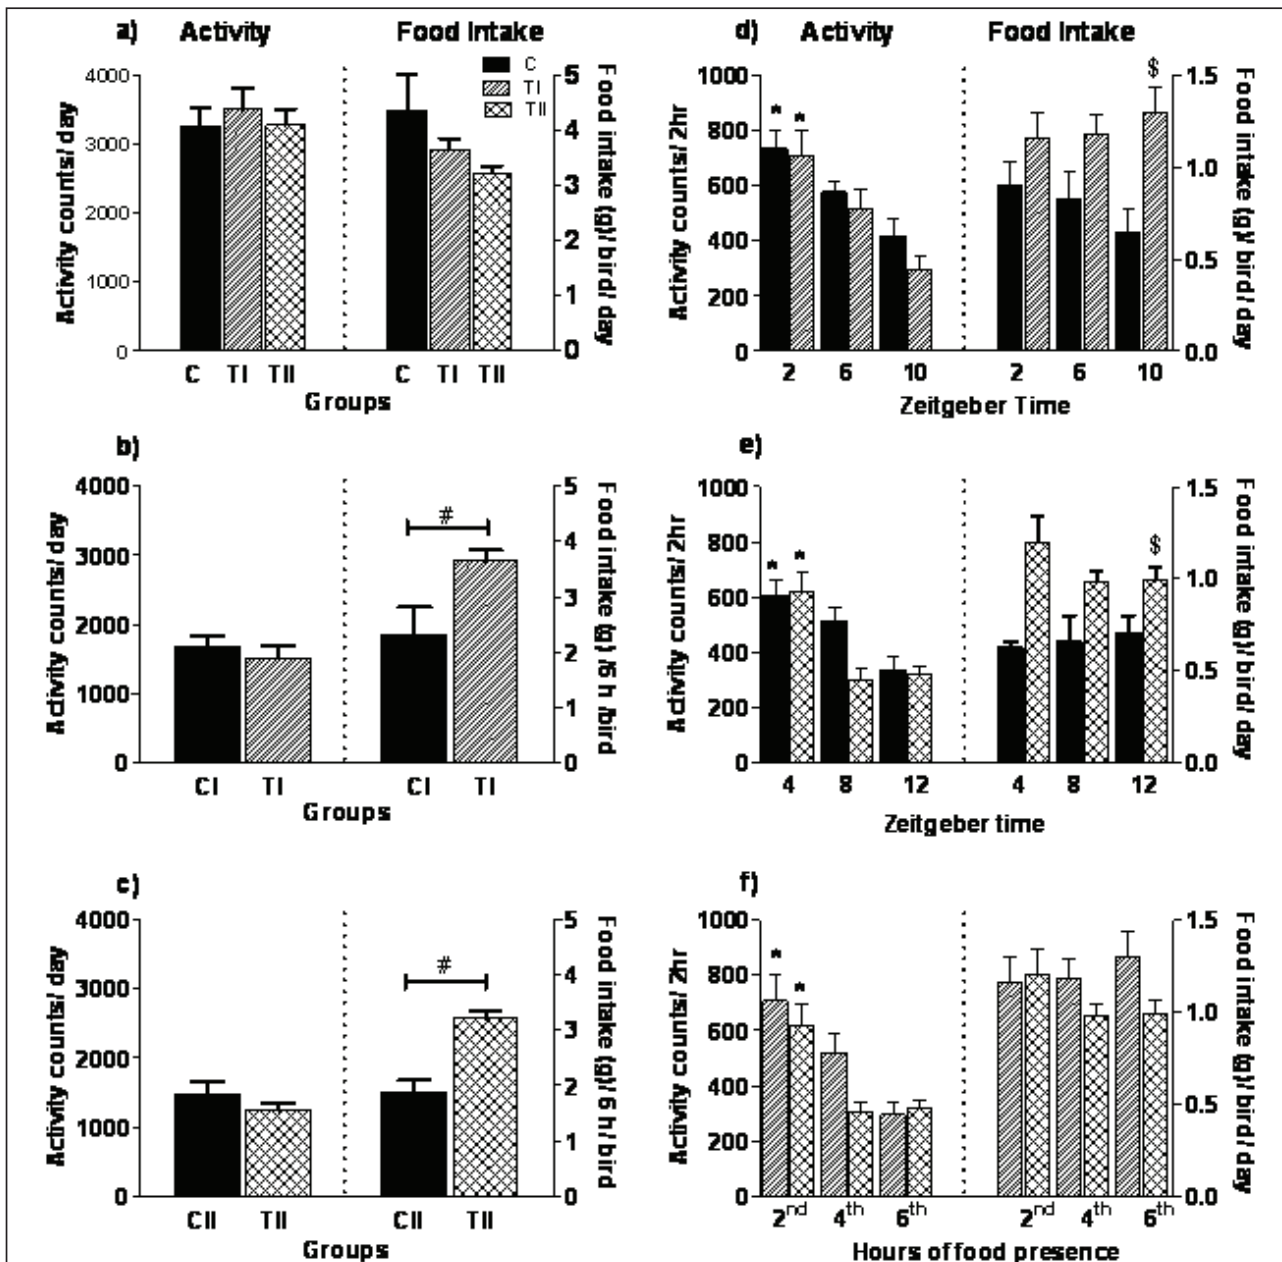 a) Activity Food Intake
C
TI
TII
4000
3000
2000
1000
0
Activity counts/ day
5
4
3
2
1
0
Food intake (g)/ bird/ day
C TI TII C TI TII
Groups
b)
4000
3000
2000
1000
0
Activity counts/ day
#
5
4
3
2
1
0
Food intake (g) /6 h /bird
CI TI CI TI
Groups
c)
4000
3000
2000
1000
0
Activity counts/ day
#
5
4
3
2
1
0
Food intake (g)/ 6 h/ bird
CII TII CII TII
Groups
d) Activity Food Intake
1000
800
600
400
200
0
Activity counts/ 2hr
* *
$
1.5
1.0
0.5
0.0
Food intake (g)/ bird/ day
2 6 10 2 6 10
Zeitgeber Time
e)
1000
800
600
400
200
0
Activity counts/ 2hr
* *
$
1.5
1.0
0.5
0.0
Food intake (g)/ bird/ day
4 8 12 4 8 12
Zeitgeber time
f)
1000
800
600
400
200
0
Activity counts/ 2hr
* *
1.5
1.0
0.5
0.0
Food intake (g)/ bird/ day
2nd 4th 6th 2nd 4th 6th
Hours of food presence